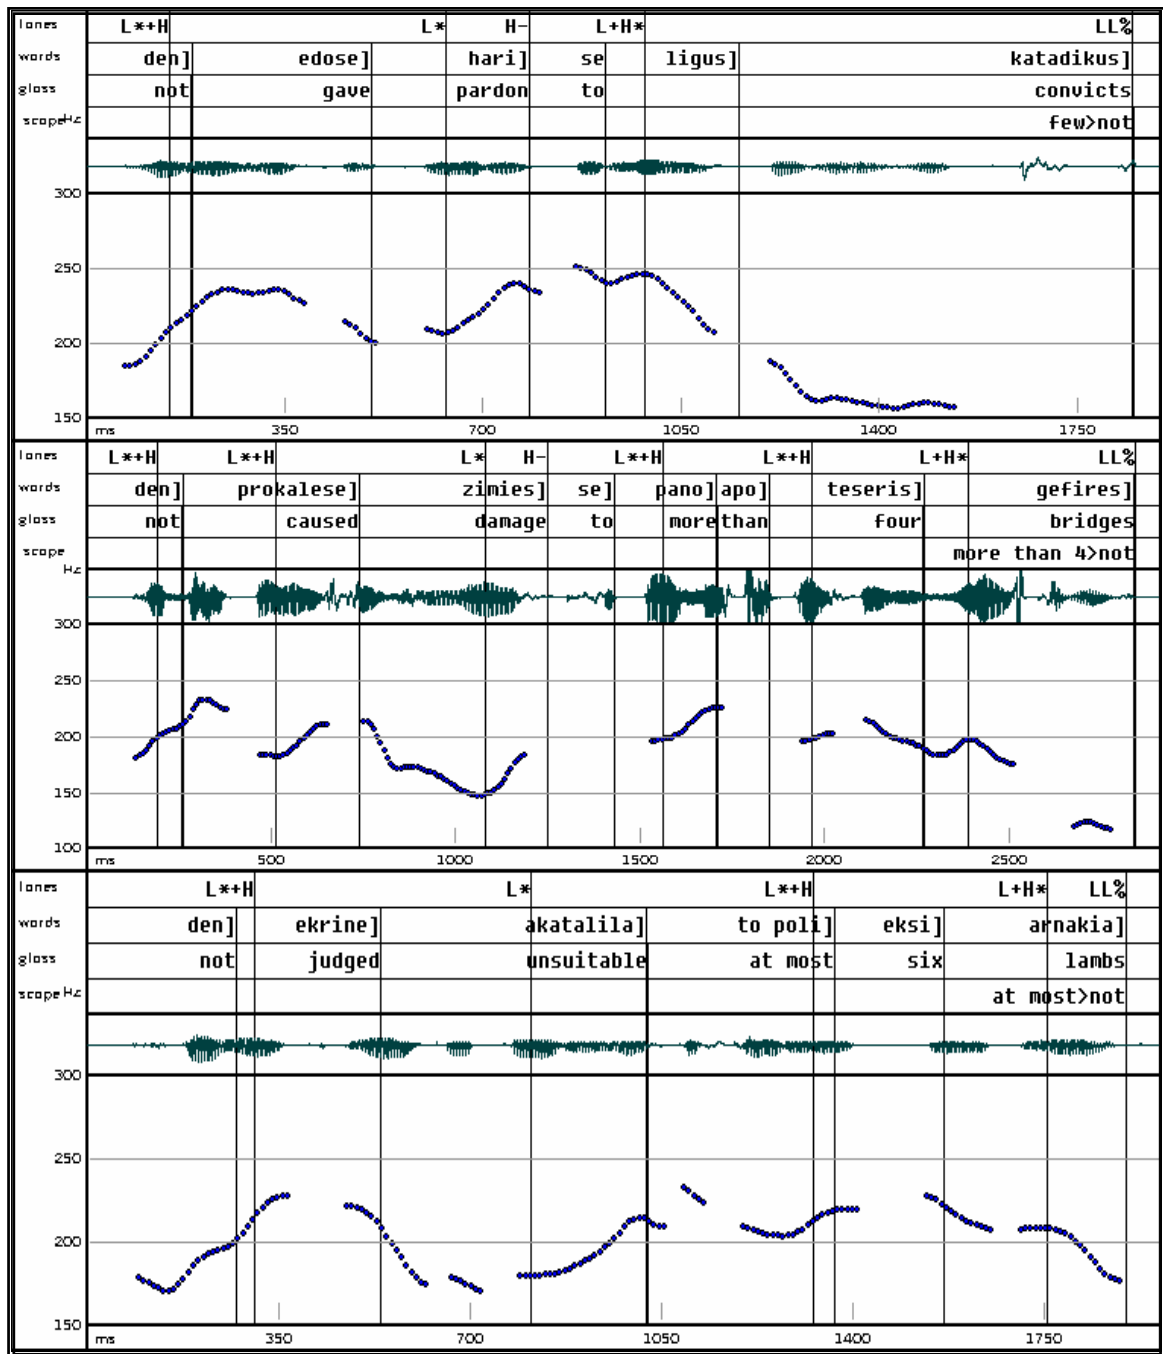 tones L*+H L* H- L+H* LL%
words den] edose] hari] se ligus] katadikus]
gloss not gave pardon to convicts
scope few>not
Hz
300
250
200
150
ms 350 700 1050 1400 1750
tones L*+H L*+H L* H- L*+H L*+H L+H* LL%
words den] prokalese] zimies] se] pano] apo] teseris] gefires]
gloss not caused damage to more than four bridges
scope more than 4>not
Hz
300
250
200
150
100
ms 500 1000 1500 2000 2500
tones L*+H L* L*+H L+H* LL%
words den] ekrine] akatalila] to poli] eksi] arnakia]
gloss not judged unsuitable at most six lambs
scope Hz at most>not
300
250
200
150
ms 350 700 1050 1400 1750